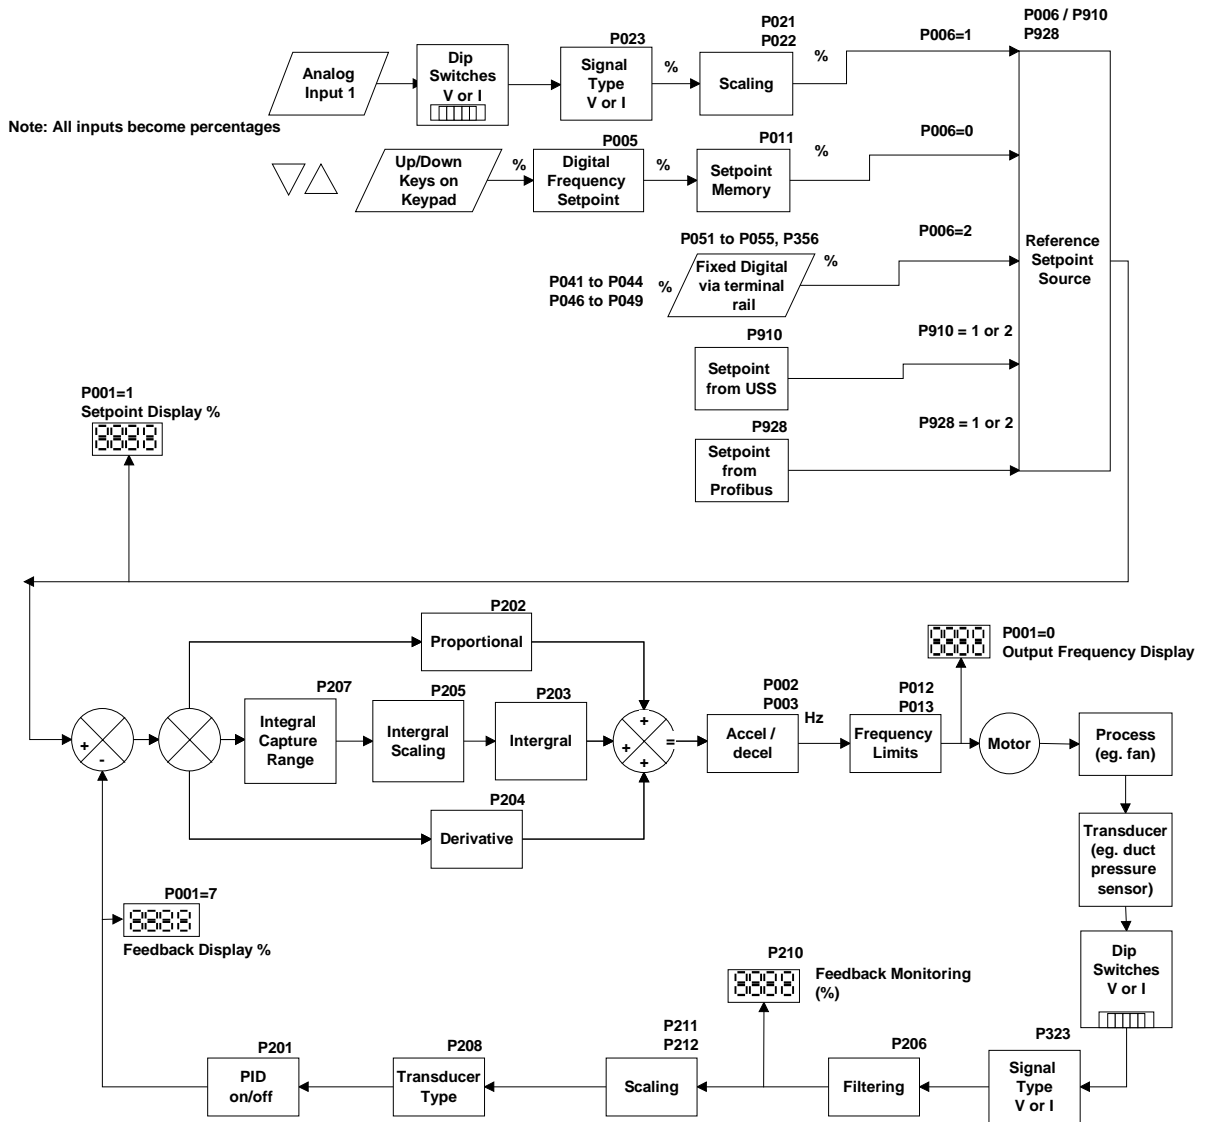 P006 / P910
P928
P021
P022
P006=1
P023
%
%
Analog
Input 1
Dip
Switches
V or I
Signal
Type
V or I
Scaling
Note: All inputs become percentages
P005
P011
P006=0
Up/Down
Keys on
Keypad
%
Digital
Frequency
Setpoint
%
Setpoint
Memory
%
P051 to P055, P356
P006=2
P041 to P044
P046 to P049
%
Fixed Digital
via terminal
rail
%
Reference
Setpoint
Source
P910
P910 = 1 or 2
Setpoint
from USS
P928
P928 = 1 or 2
Setpoint
from
Profibus
P001=1
Setpoint Display %
8888
P202
Proportional
8888
P001=0
Output Frequency Display
P207
P205
P203
P002
P003
Hz
P012
P013
+
-
Integral
Capture
Range
Intergral
Scaling
Intergral
+
+
+
=
Accel /
decel
Frequency
Limits
Motor
Process
(eg. fan)
P204
Derivative
Transducer
(eg. duct
pressure
sensor)
P001=7
8888
Feedback Display %
P210
8888
Feedback Monitoring
(%)
Dip
Switches
V or I
P201
P208
P211
P212
P206
P323
PID
on/off
Transducer
Type
Scaling
Filtering
Signal
Type
V or I